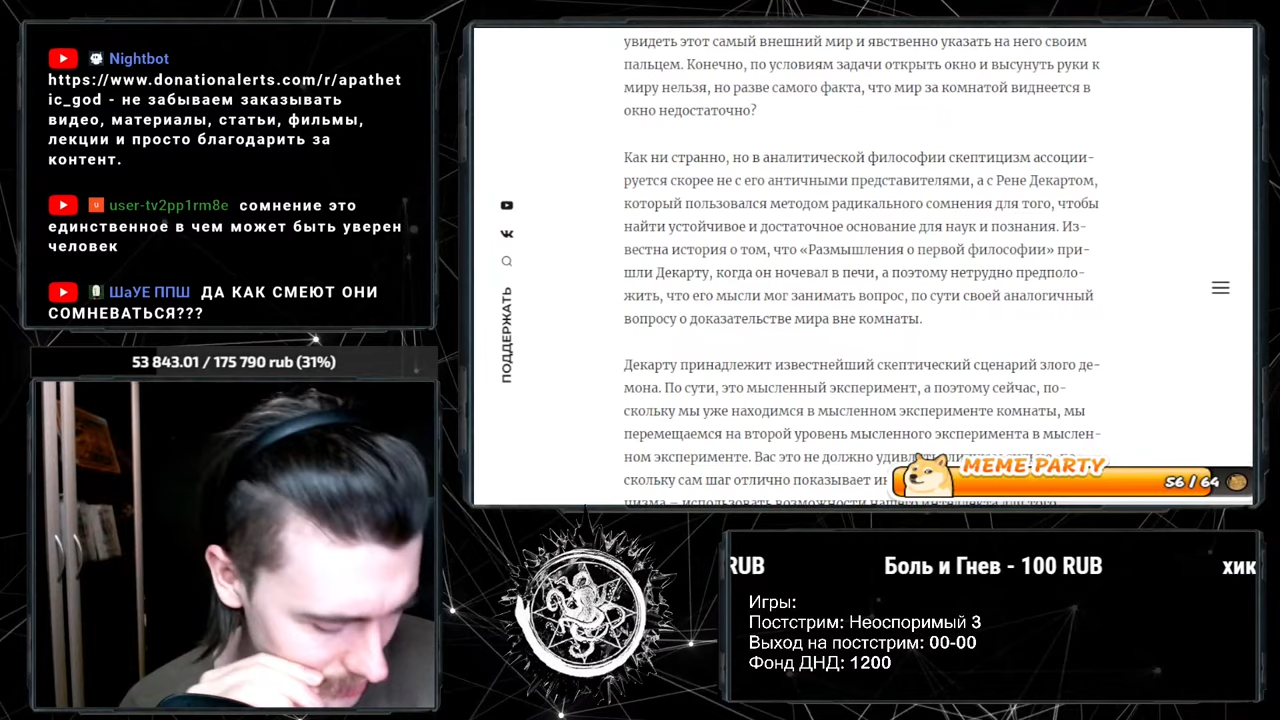 Nightbot
https://www.donationalerts.com/r/apathet
ic_god - не забываем заказывать
видео, материалы, статьи, фильмы,
лекции и просто благодарить за
контент.
user-tv2pp1rm8e сомнение это
единственное в чем может быть уверен
человек
ШаУЕ ППШ ДА КАК СМЕЮТ ОНИ
СОМНЕВАТЬСЯ???
53 843.01 / 175 790 rub (31%)
увидеть этот самый внешний мир и явственно указать на него своим
пальцем. Конечно, по условиям задачи открыть окно и высунуть руки к
миру нельзя, но разве самого факта, что мир за комнатой виднеется в
окно недостаточно?
Как ни странно, но в аналитической философии скептицизм ассоции-
руется скорее не с его античными представителями, а с Рене Декартом,
который пользовался методом радикального сомнения для того, чтобы
найти устойчивое и достаточное основание для наук и познания. Из-
вестна история о том, что «Размышления о первой философии» при-
шли Декарту, когда он ночевал в печи, а поэтому нетрудно предполо-
жить, что его мысли мог занимать вопрос, по сути своей аналогичный
вопросу о доказательстве мира вне комнаты.
Декарту принадлежит известнейший скептический сценарий злого де-
мона. По сути, это мысленный эксперимент, а поэтому сейчас, по-
скольку мы уже находимся в мысленном эксперименте комнаты, мы
перемещаемся на второй уровень мысленного эксперимента в мыслен-
ном эксперименте. Вас это не должно
скольку сам шаг отлично показывает
использовать возможности нашего интеллекта для того
ПОДДЕРЖАТЬ
MEME PARTY
56 / 64
RUB Боль и Гнев - 100 RUB хик
Игры:
Постстрим: Неоспоримый 3
Выход на постстрим: 00-00
Фонд ДНД: 1200